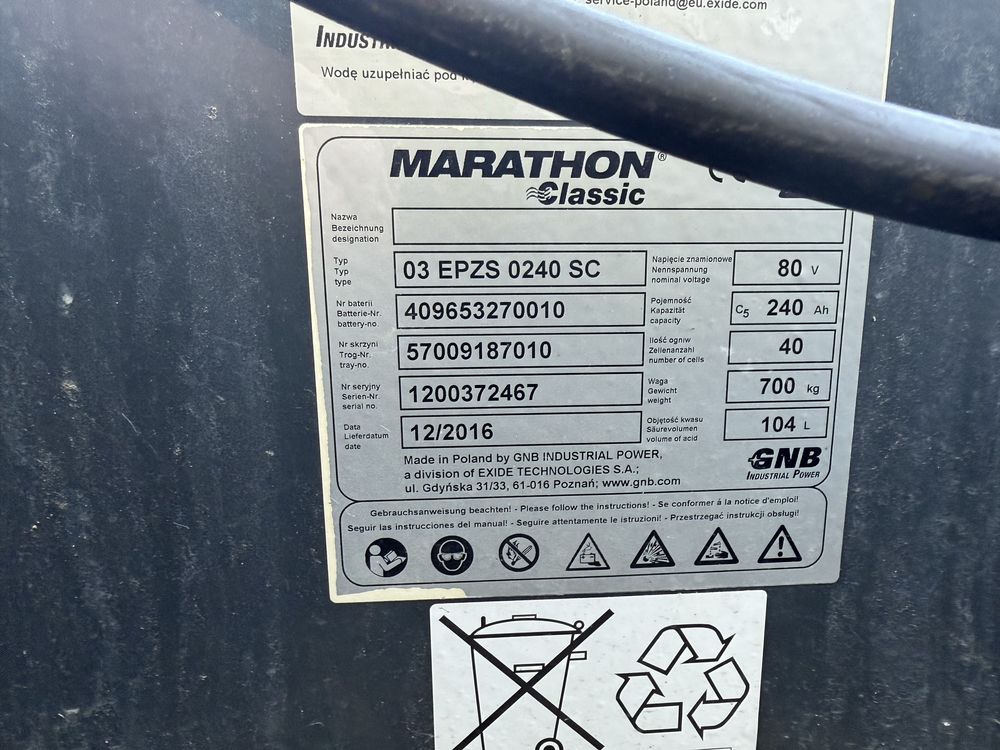 service-poland@eu.exide.com
Wodę uzupełniać pod
MARATHON®
Classic
Nazwa
Bezeichnung
designation
Typ
Typ
type
03 EPZS 0240 SC
Napięcie znamionowe
Nennspannung
nominal voltage
80 V
Nr baterii
Batterie-Nr.
battery-no.
409653270010
Pojemność
Kapazität
capacity
C5 240 Ah
Nr skrzyni
Trog-Nr.
tray-no.
57009187010
Ilość ogniw
Zellenanzahl
number of cells
40
Nr seryjny
Serien-Nr.
serial no.
1200372467
Waga
Gewicht
weight
700 kg
Data
Lieferdatum
date
12/2016
Objętość kwasu
Säurevolumen
volume of acid
104 L
Made in Poland by GNB INDUSTRIAL POWER,
a division of EXIDE TECHNOLOGIES S.A.;
ul. Gdyńska 31/33, 61-016 Poznań; www.gnb.com
GNB
INDUSTRIAL POWER
Gebrauchsanweisung beachten! - Please follow the instructions! - Se conformer á la notice d'emploi!
Seguir las instrucciones del manual! - Seguire attentamente le istruzioni! - Przestrzegać instrukcji obsługi!